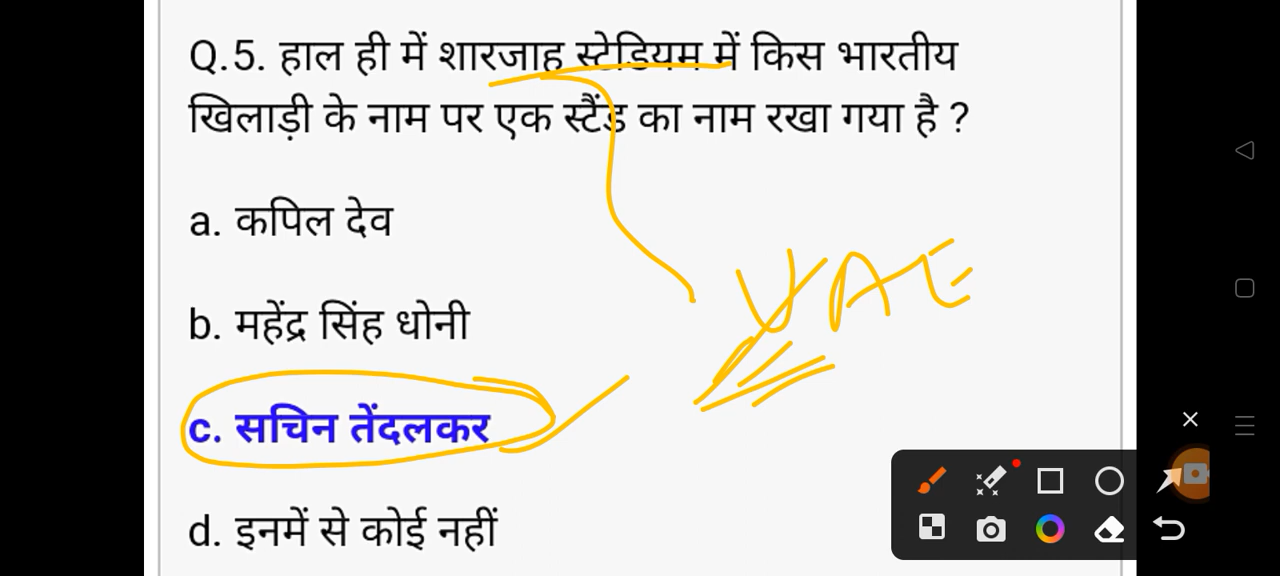 Q.5. हाल ही में शारजाह स्टेडियम में किस भारतीय
खिलाड़ी के नाम पर एक स्टैंड का नाम रखा गया है ?
a. कपिल देव
b. महेंद्र सिंह धोनी
UAE
c. सचिन तेंदलकर
d. इनमें से कोई नहीं